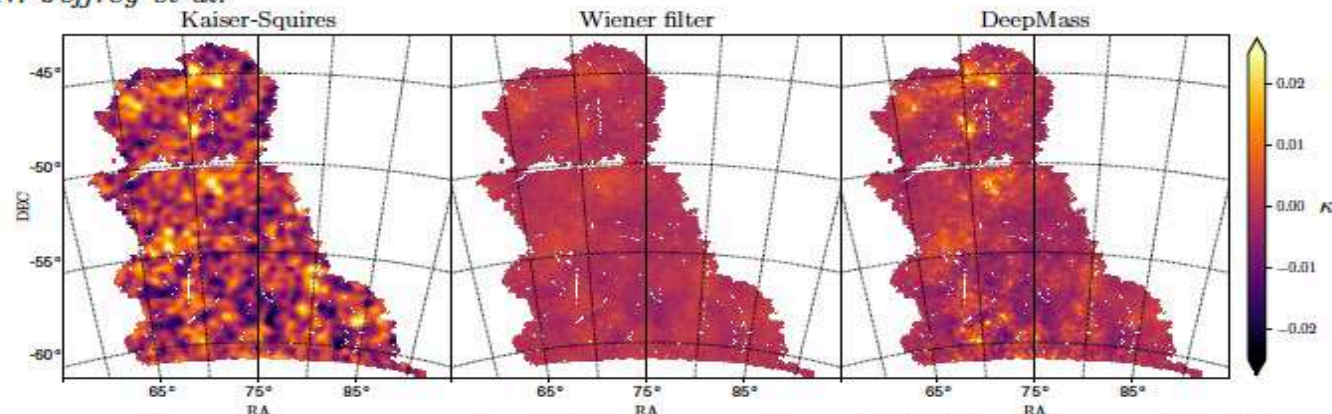 Kaiser-Squires Wiener filter DeepMass
-45°
-50°
-55°
-60°
DEC
65° 75° 85° 65° 75° 85° 65° 75° 85°
RA RA RA
0.02
0.01
0.00
-0.01
-0.02
κ